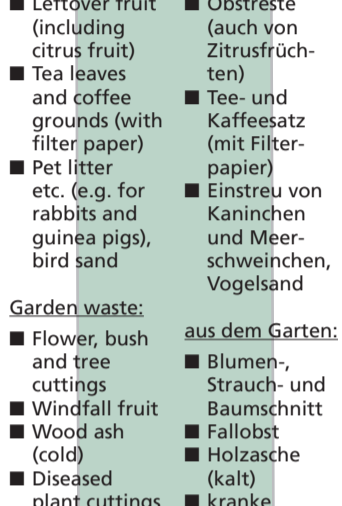 ■ Leftover fruit
(including
citrus fruit)
■ Tea leaves
and coffee
grounds (with
filter paper)
■ Pet litter
etc. (e.g. for
rabbits and
guinea pigs),
bird sand
Garden waste:
■ Flower, bush
and tree
cuttings
■ Windfall fruit
■ Wood ash
(cold)
■ Diseased
plant cuttings
■ Obstreste
(auch von
Zitrusfrüch-
ten)
■ Tee- und
Kaffeesatz
(mit Filter-
papier)
■ Einstreu von
Kaninchen
und Meer-
schweinchen,
Vogelsand
aus dem Garten:
■ Blumen-,
Strauch- und
Baumschnitt
■ Fallobst
■ Holzasche
(kalt)
■ kranke